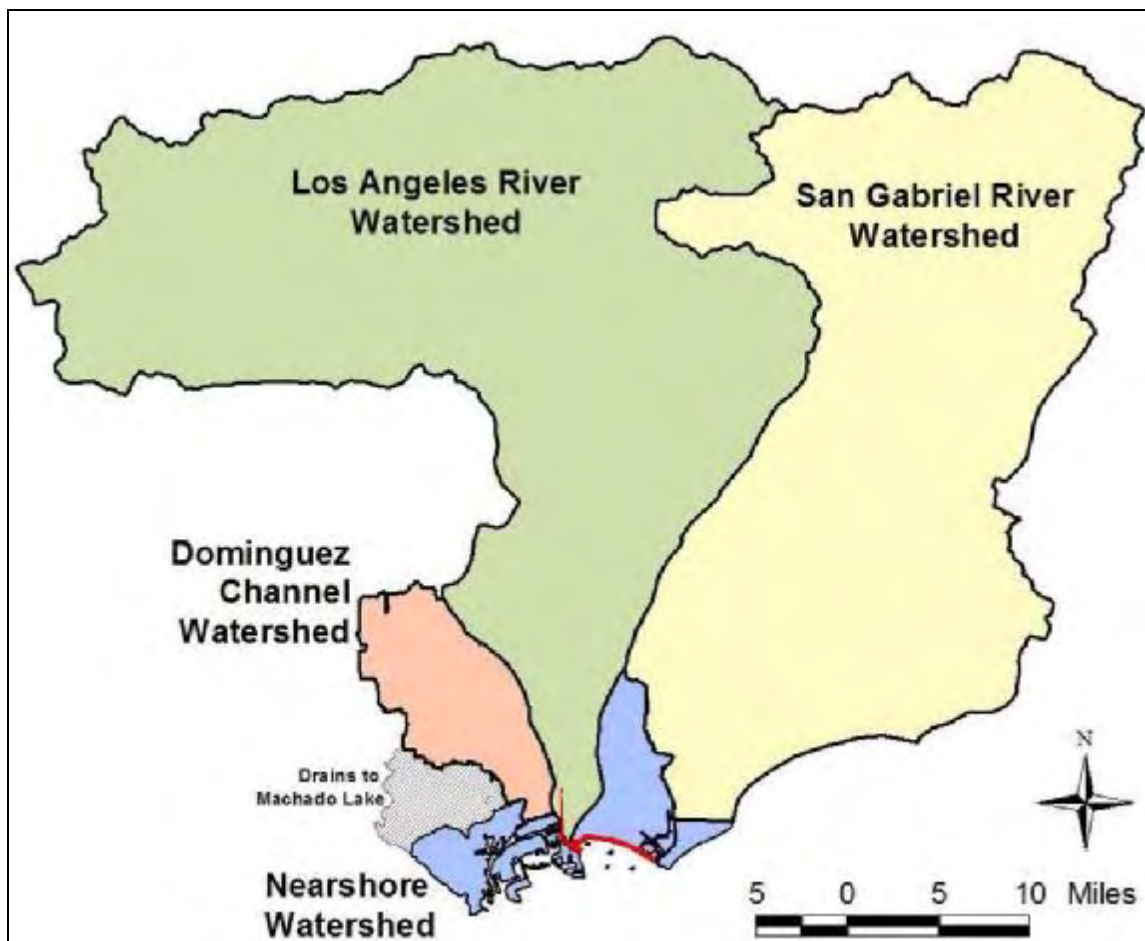 Los Angeles River
Watershed
San Gabriel River
Watershed
Dominguez
Channel
Watershed
Drains to
Machado Lake
Nearshore
Watershed
N
5 0 5 10 Miles